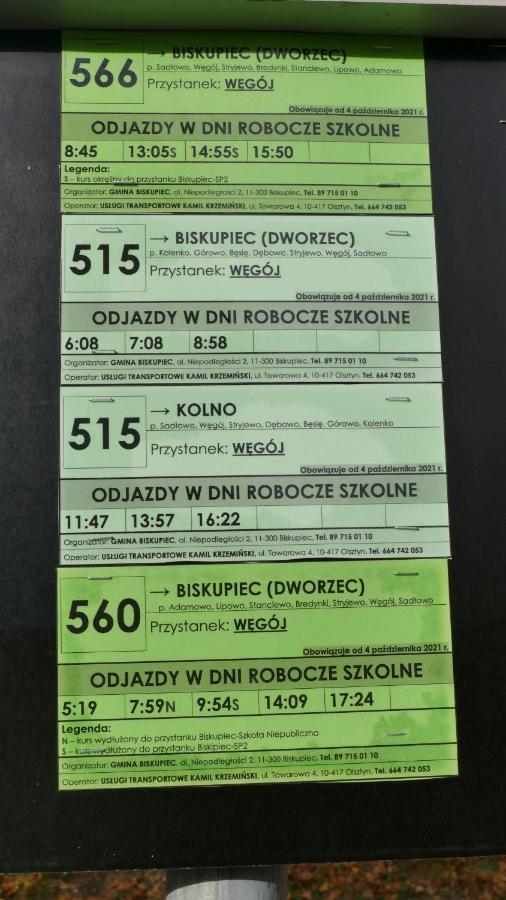 566
→ BISKUPIEC (DWORZEC)
p. Sadłowo, Węgój, Stryjewo, Bredynki, Stanclewo, Lipowo, Adamowo
Przystanek: WĘGÓJ
Obowiązuje od 4 października 2021 r.
ODJAZDY W DNI ROBOCZE SZKOLNE
8:45 13:05S 14:55S 15:50
Legenda:
S – kurs okrężny do przystanku Biskupiec-SP2
Organizator: GMINA BISKUPIEC, al. Niepodległości 2, 11-300 Biskupiec, Tel. 89 715 01 10
Operator: USŁUGI TRANSPORTOWE KAMIL KRZEMIŃSKI, ul. Towarowa 4, 10-417 Olsztyn, Tel. 664 742 053
515
→ BISKUPIEC (DWORZEC)
p. Kolenko, Górowo, Bęsię, Dębowo, Stryjewo, Węgój, Sadłowo
Przystanek: WĘGÓJ
Obowiązuje od 4 października 2021 r.
ODJAZDY W DNI ROBOCZE SZKOLNE
6:08 7:08 8:58
Organizator: GMINA BISKUPIEC, al. Niepodległości 2, 11-300 Biskupiec, Tel. 89 715 01 10
Operator: USŁUGI TRANSPORTOWE KAMIL KRZEMIŃSKI, ul. Towarowa 4, 10-417 Olsztyn, Tel. 664 742 053
515
→ KOLNO
p. Sadłowo, Węgój, Stryjewo, Dębowo, Bęsię, Górowo, Kolenko
Przystanek: WĘGÓJ
Obowiązuje od 4 października 2021 r.
ODJAZDY W DNI ROBOCZE SZKOLNE
11:47 13:57 16:22
Organizator: GMINA BISKUPIEC, al. Niepodległości 2, 11-300 Biskupiec, Tel. 89 715 01 10
Operator: USŁUGI TRANSPORTOWE KAMIL KRZEMIŃSKI, ul. Towarowa 4, 10-417 Olsztyn, Tel. 664 742 053
560
→ BISKUPIEC (DWORZEC)
p. Adamowo, Lipowo, Stanclewo, Bredynki, Stryjewo, Węgój, Sadłowo
Przystanek: WĘGÓJ
Obowiązuje od 4 października 2021 r.
ODJAZDY W DNI ROBOCZE SZKOLNE
5:19 7:59N 9:54S 14:09 17:24
Legenda:
N – kurs wydłużony do przystanku Biskupiec-Szkoła Niepubliczna
S – kurs wydłużony do przystanku Biskipiec-SP2
Organizator: GMINA BISKUPIEC, al. Niepodległości 2, 11-300 Biskupiec, Tel. 89 715 01 10
Operator: USŁUGI TRANSPORTOWE KAMIL KRZEMIŃSKI, ul. Towarowa 4, 10-417 Olsztyn, Tel. 664 742 053